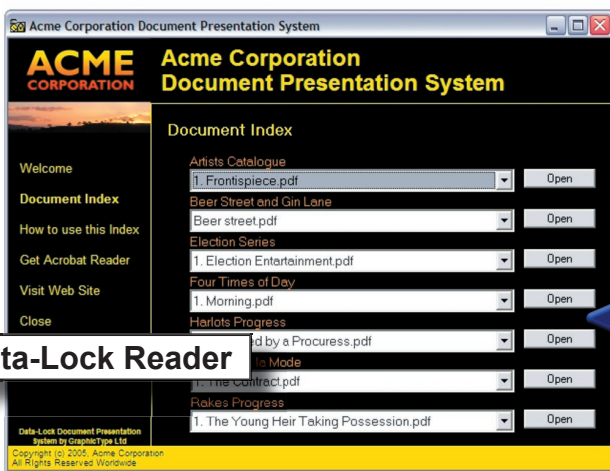 Acme Corporation Document Presentation System
ACME
CORPORATION
Acme Corporation
Document Presentation System
Document Index
Welcome
Document Index
How to use this Index
Get Acrobat Reader
Visit Web Site
Close
Artists Catalogue
1. Frontispiece.pdf
Open
Beer Street and Gin Lane
Beer street.pdf
Open
Election Series
1. Election Entartainment.pdf
Open
Four Times of Day
1. Morning.pdf
Open
Harlots Progress
ed by a Procuress.pdf
Open
ta-Lock Reader
la Mode
1. The Contract.pdf
Open
Rakes Progress
1. The Young Heir Taking Possession.pdf
Open
Data-Lock Document Presentation
System by GraphicType Ltd
Copyright (c) 2005, Acme Corporation
All Rights Reserved Worldwide